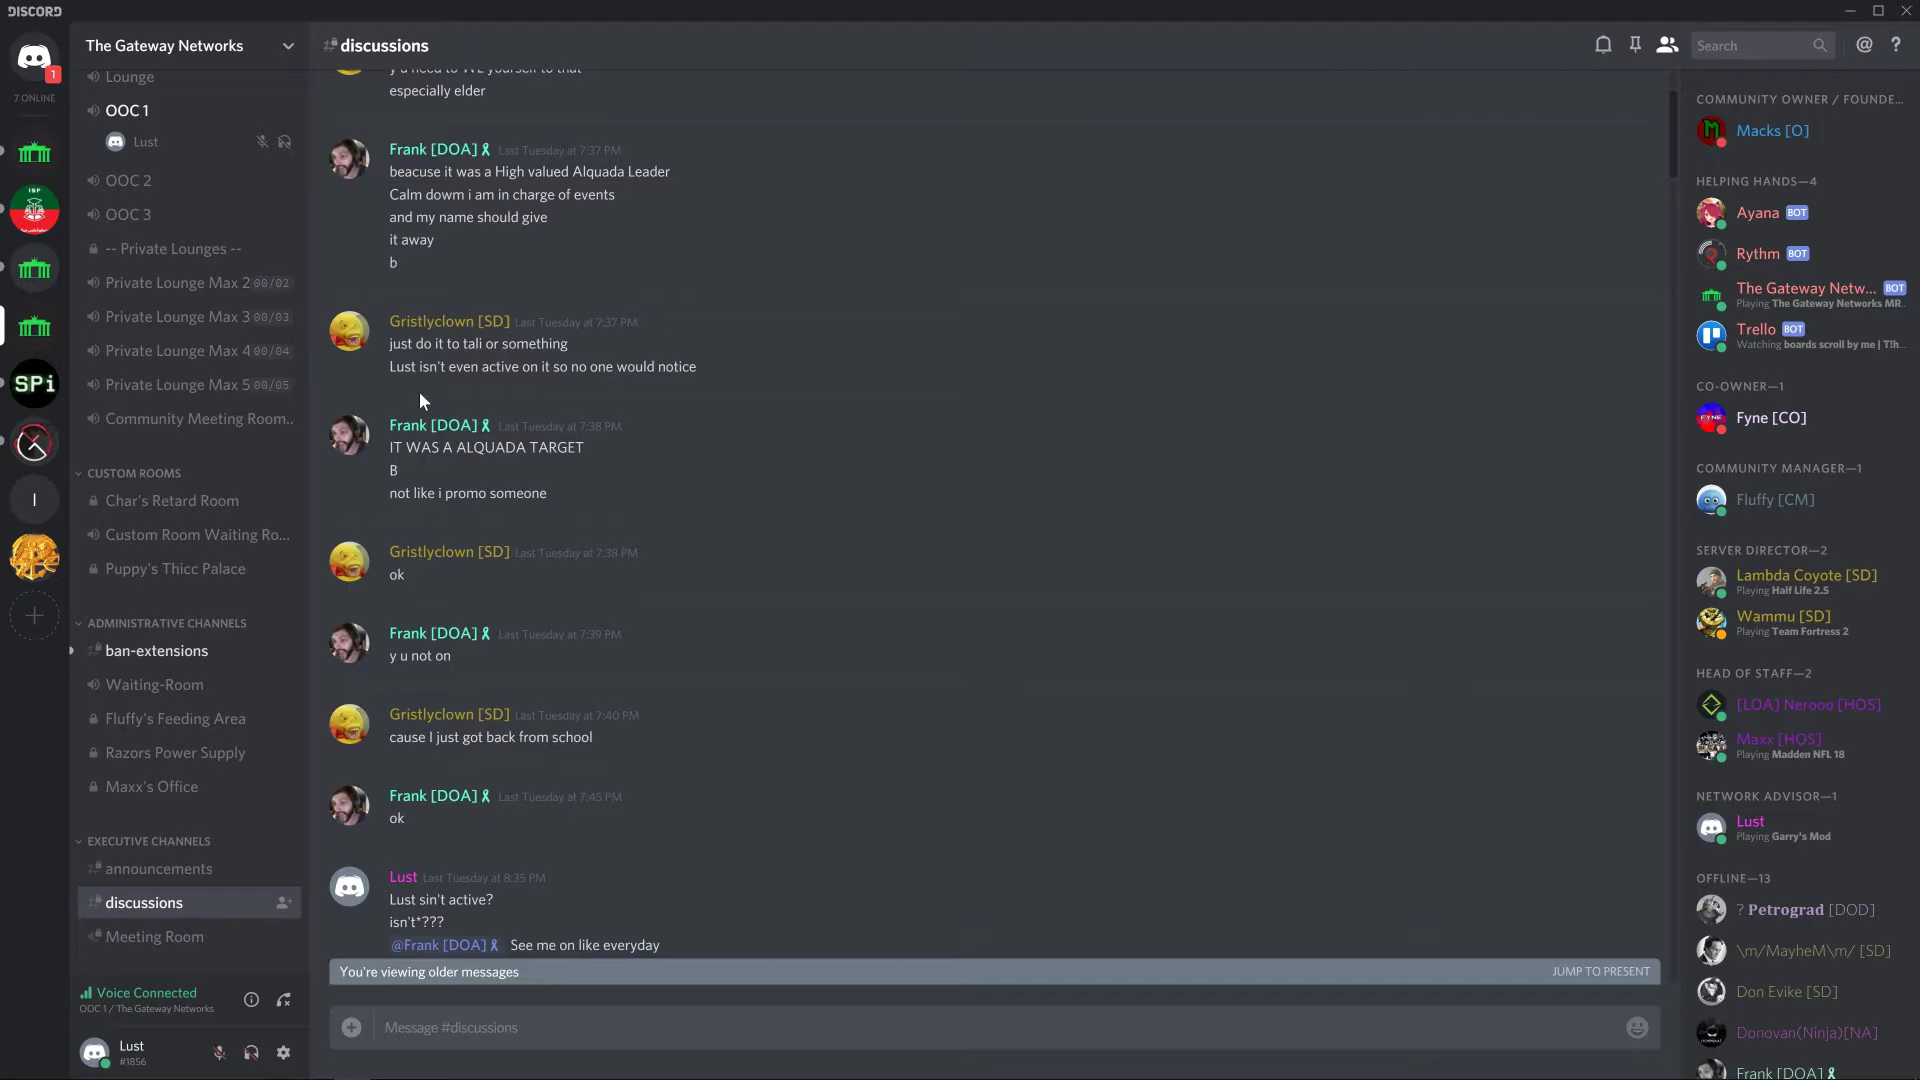 DISCORD
1
7 ONLINE
ISF
SPi
I
The Gateway Networks
Lounge
OOC 1
Lust
OOC 2
OOC 3
-- Private Lounges --
Private Lounge Max 2 00/02
Private Lounge Max 3 00/03
Private Lounge Max 4 00/04
Private Lounge Max 5 00/05
Community Meeting Room..
CUSTOM ROOMS
Char's Retard Room
Custom Room Waiting Ro...
Puppy's Thicc Palace
ADMINISTRATIVE CHANNELS
ban-extensions
Waiting-Room
Fluffy's Feeding Area
Razors Power Supply
Maxx's Office
EXECUTIVE CHANNELS
announcements
discussions
Meeting Room
Voice Connected
OOC 1 / The Gateway Networks
Lust
#1856
#discussions
Search
@ ?
y u need to WL yourself to that
especially elder
Frank [DOA] Last Tuesday at 7:37 PM
beacuse it was a High valued Alquada Leader
Calm dowm i am in charge of events
and my name should give
it away
b
Gristlyclown [SD] Last Tuesday at 7:37 PM
just do it to tali or something
Lust isn't even active on it so no one would notice
Frank [DOA] Last Tuesday at 7:38 PM
IT WAS A ALQUADA TARGET
B
not like i promo someone
Gristlyclown [SD] Last Tuesday at 7:38 PM
ok
Frank [DOA] Last Tuesday at 7:39 PM
y u not on
Gristlyclown [SD] Last Tuesday at 7:40 PM
cause I just got back from school
Frank [DOA] Last Tuesday at 7:45 PM
ok
Lust Last Tuesday at 8:35 PM
Lust sin't active?
isn't*???
@Frank [DOA] See me on like everyday
You're viewing older messages JUMP TO PRESENT
Message #discussions
COMMUNITY OWNER / FOUNDE...
Macks [O]
HELPING HANDS—4
Ayana BOT
Rythm BOT
The Gateway Netw... BOT
Playing The Gateway Networks MR..
Trello BOT
Watching boards scroll by me | T!h...
CO-OWNER—1
Fyne [CO]
COMMUNITY MANAGER—1
Fluffy [CM]
SERVER DIRECTOR—2
Lambda Coyote [SD]
Playing Half Life 2.5
Wammu [SD]
Playing Team Fortress 2
HEAD OF STAFF—2
[LOA] Nerooo [HOS]
Maxx [HOS]
Playing Madden NFL 18
NETWORK ADVISOR—1
Lust
Playing Garry's Mod
OFFLINE—13
? Petrograd [DOD]
\m/MayheM\m/ [SD]
Don Evike [SD]
Donovan(Ninja)[NA]
Frank [DOA]